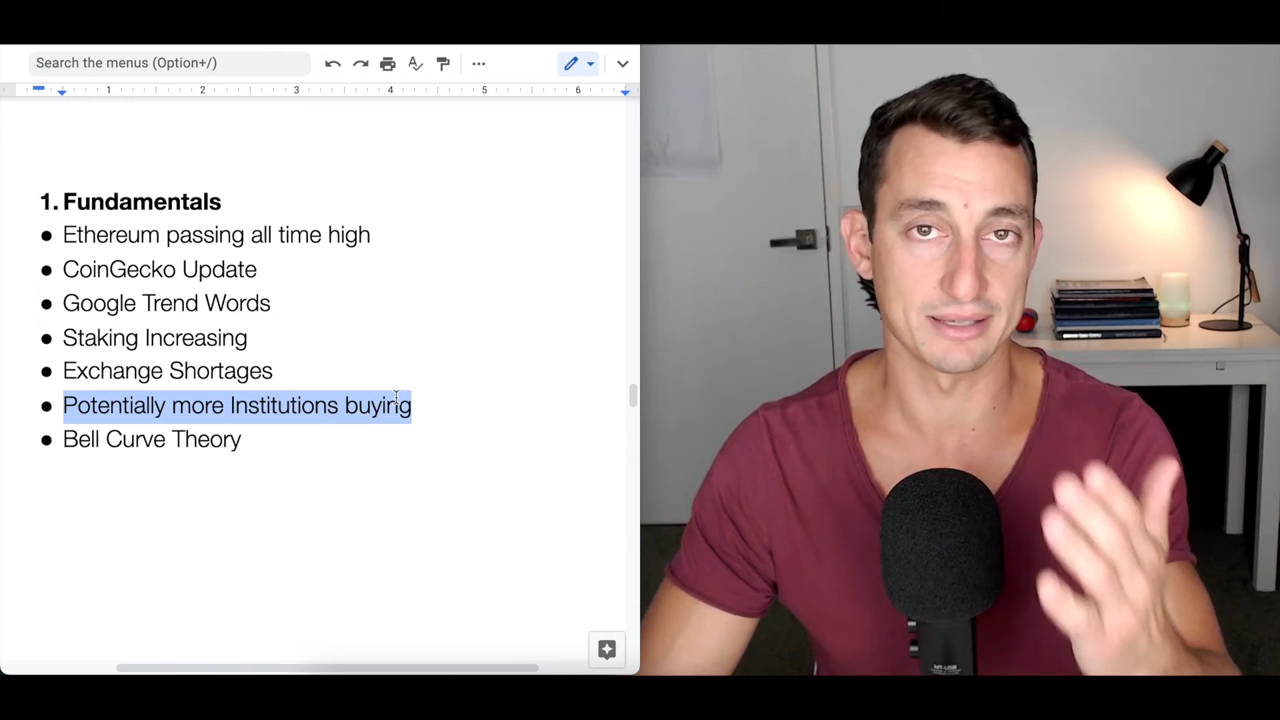 Search the menus (Option+/)
1 2 3 4 5 6
1. Fundamentals
● Ethereum passing all time high
● CoinGecko Update
● Google Trend Words
● Staking Increasing
● Exchange Shortages
● Potentially more Institutions buying
● Bell Curve Theory